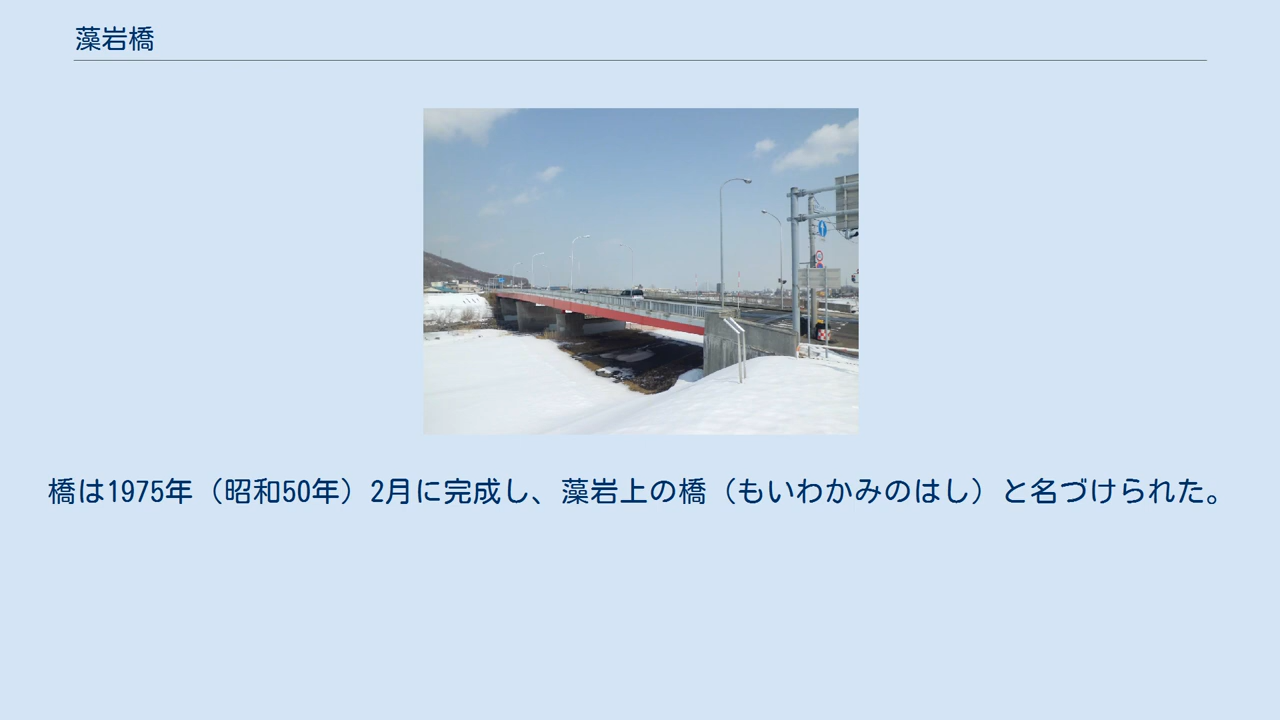 藻岩橋
橋は1975年（昭和50年）2月に完成し、藻岩上の橋（もいわかみのはし）と名づけられた。